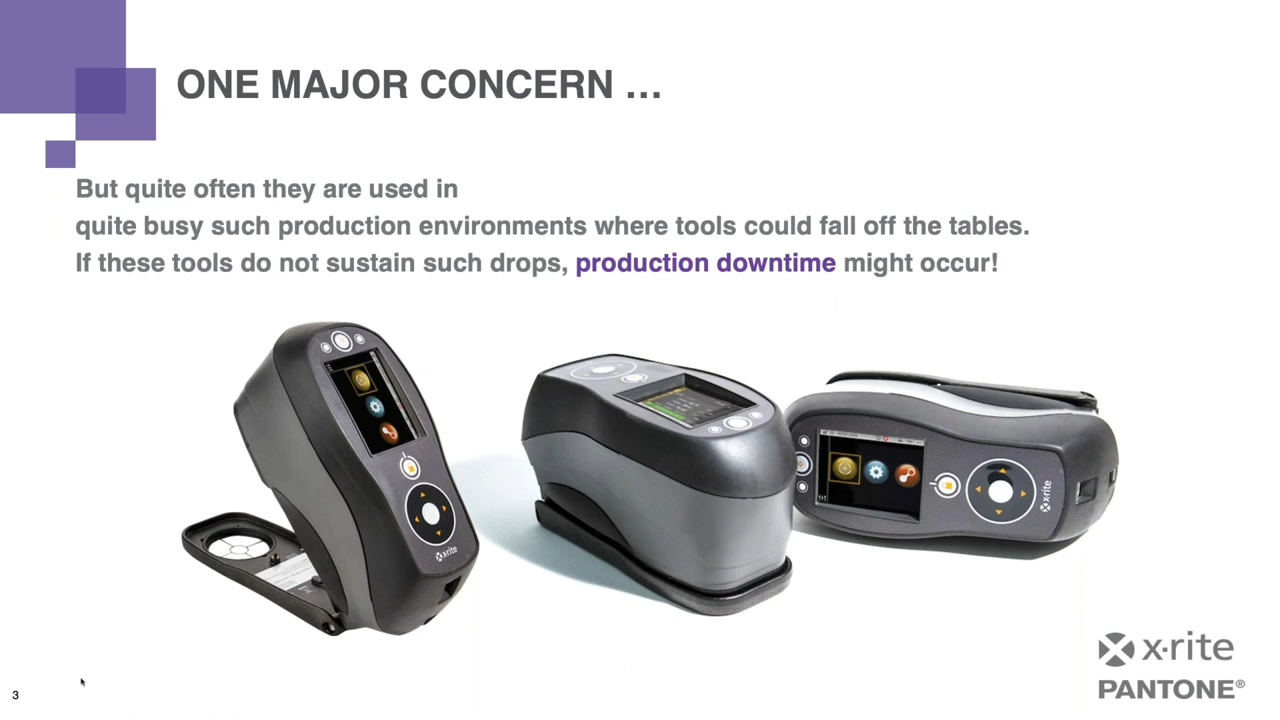 ONE MAJOR CONCERN …
But quite often they are used in
quite busy such production environments where tools could fall off the tables.
If these tools do not sustain such drops, production downtime might occur!
x·rite
x·rite
x·rite
PANTONE®
3